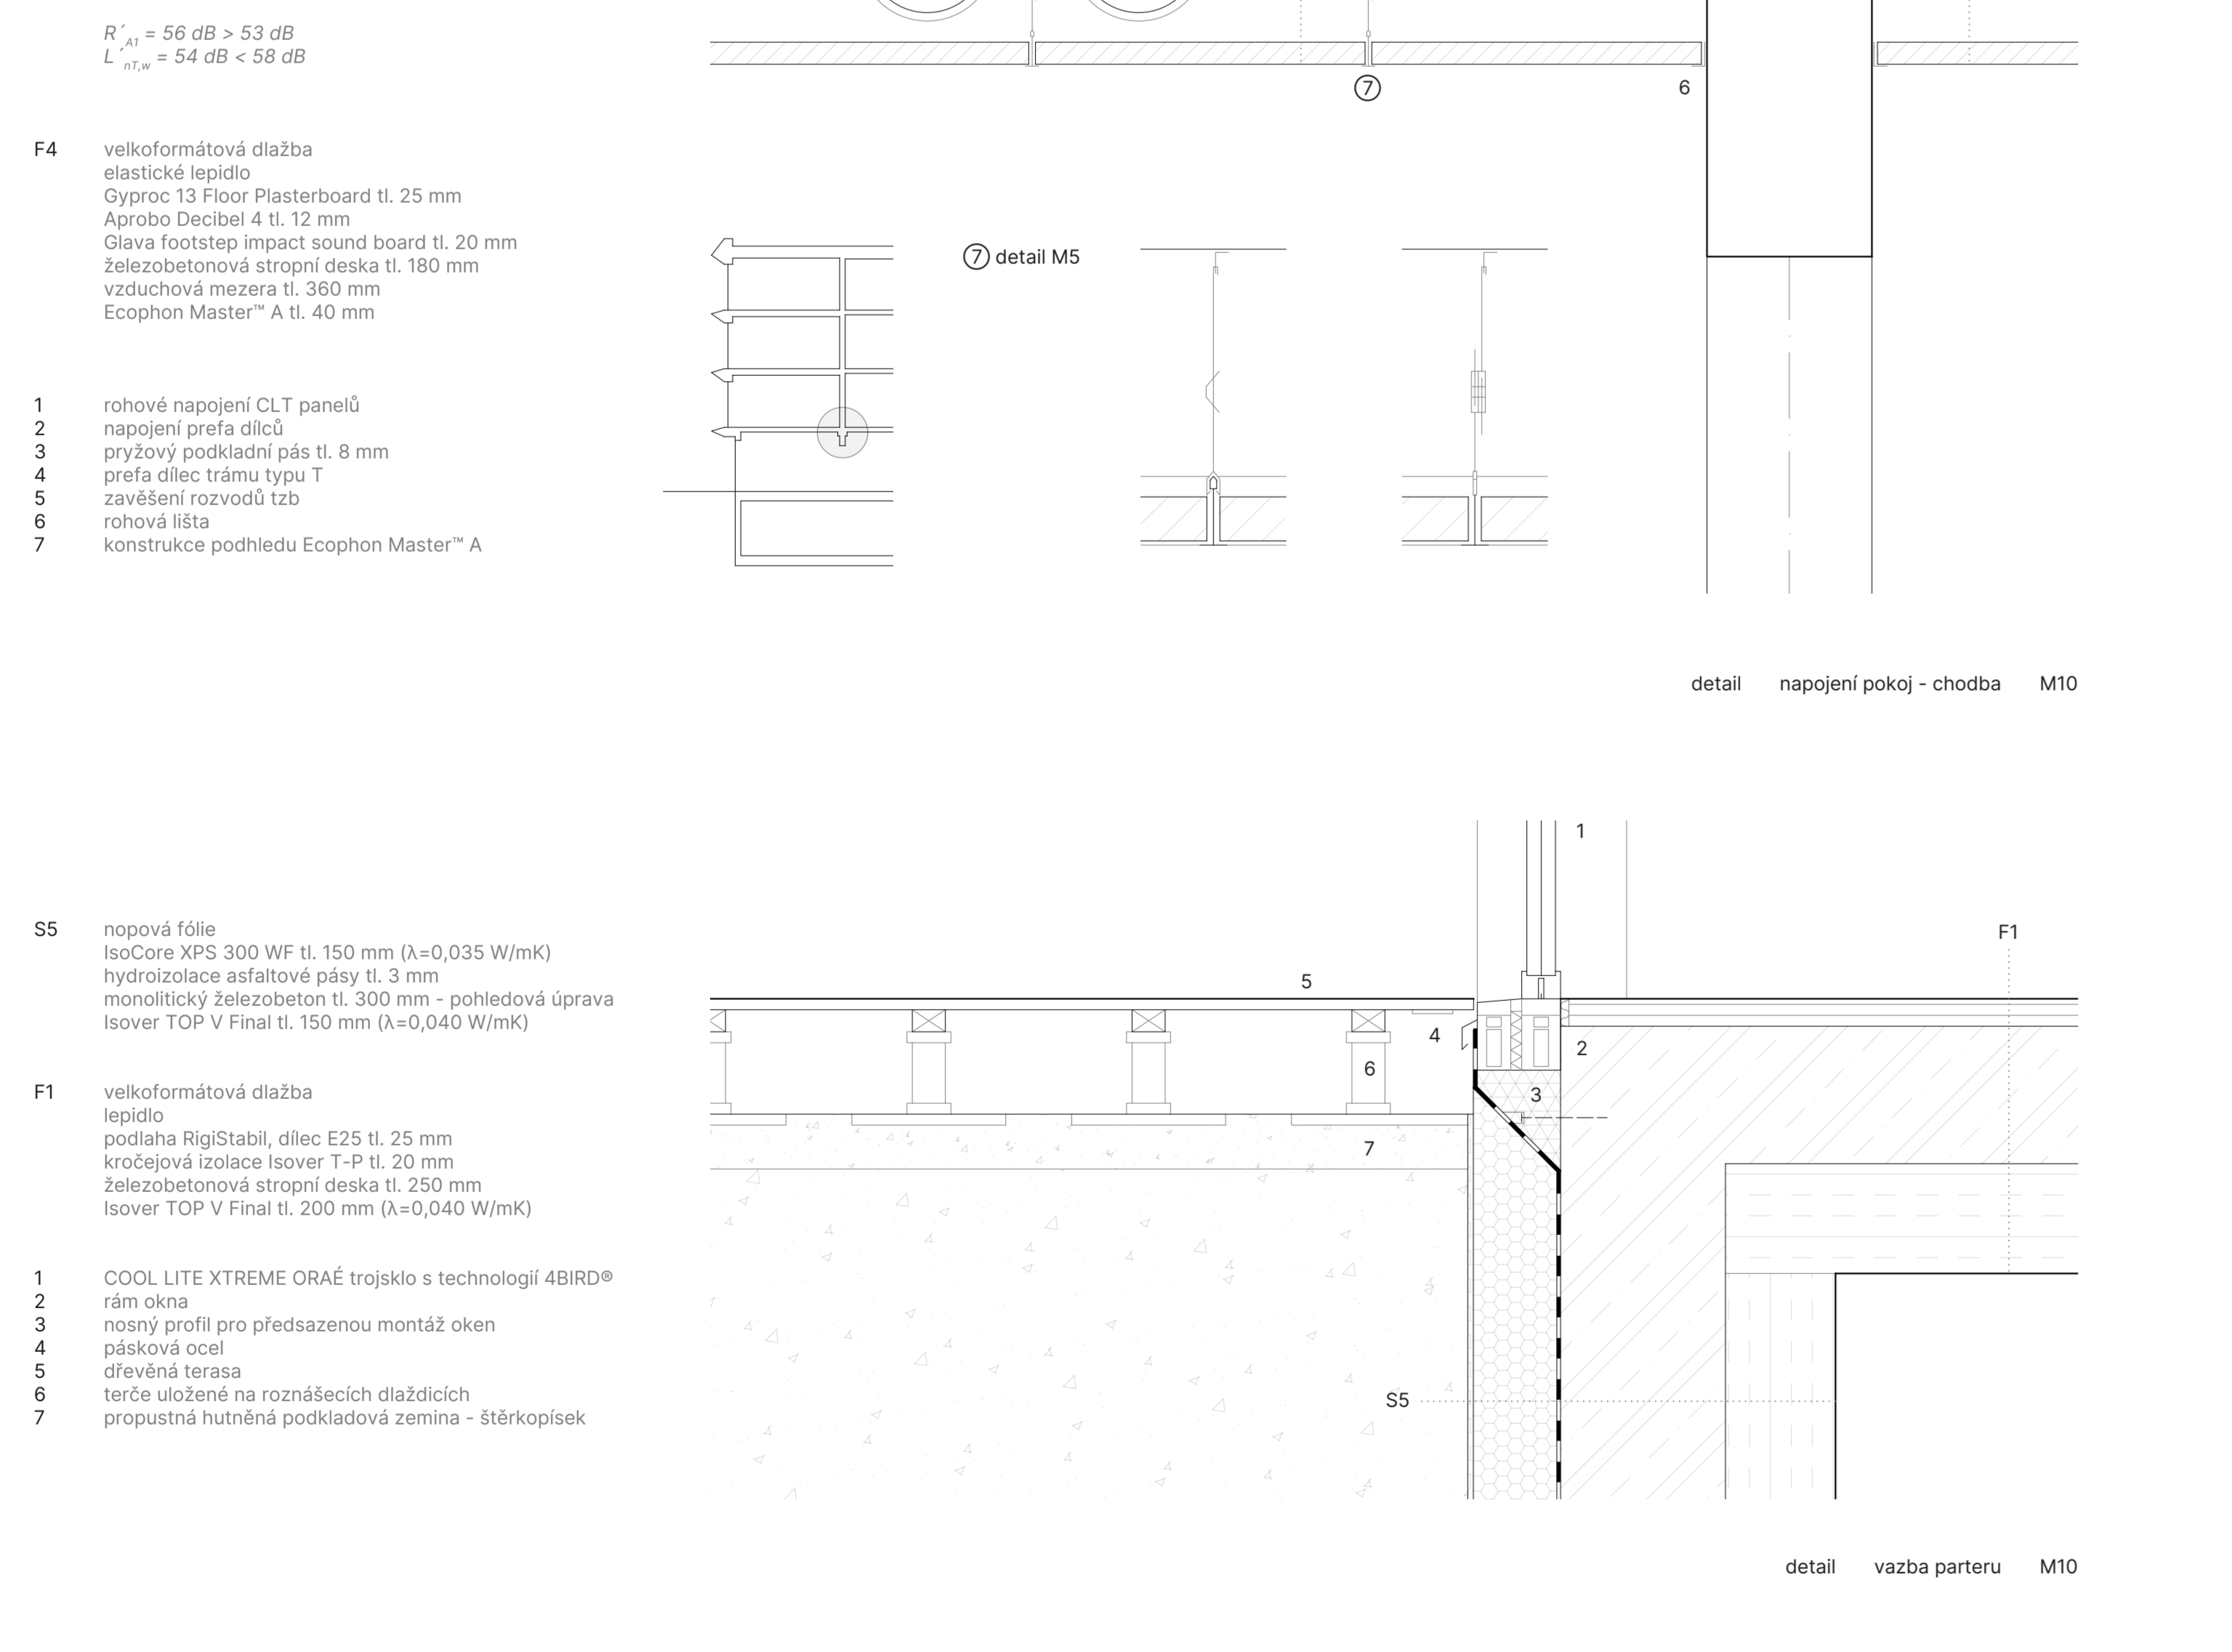 R´A1 = 56 dB > 53 dB
L´nT,w = 54 dB < 58 dB
7
6
F4 velkoformátová dlažba
elastické lepidlo
Gyproc 13 Floor Plasterboard tl. 25 mm
Aprobo Decibel 4 tl. 12 mm
Glava footstep impact sound board tl. 20 mm
železobetonová stropní deska tl. 180 mm
vzduchová mezera tl. 360 mm
Ecophon Master™ A tl. 40 mm
7 detail M5
1 rohové napojení CLT panelů
2 napojení prefa dílců
3 pryžový podkladní pás tl. 8 mm
4 prefa dílec trámu typu T
5 zavěšení rozvodů tzb
6 rohová lišta
7 konstrukce podhledu Ecophon Master™ A
detail napojení pokoj - chodba M10
S5 nopová fólie
IsoCore XPS 300 WF tl. 150 mm (λ=0,035 W/mK)
hydroizolace asfaltové pásy tl. 3 mm
monolitický železobeton tl. 300 mm - pohledová úprava
Isover TOP V Final tl. 150 mm (λ=0,040 W/mK)
F1 velkoformátová dlažba
lepidlo
podlaha RigiStabil, dílec E25 tl. 25 mm
kročejová izolace Isover T-P tl. 20 mm
železobetonová stropní deska tl. 250 mm
Isover TOP V Final tl. 200 mm (λ=0,040 W/mK)
1 COOL LITE XTREME ORAÉ trojsklo s technologií 4BIRD®
2 rám okna
3 nosný profil pro předsazenou montáž oken
4 pásková ocel
5 dřevěná terasa
6 terče uložené na roznášecích dlaždicích
7 propustná hutněná podkladová zemina - štěrkopísek
1
F1
5
4
2
6
3
7
S5
detail vazba parteru M10